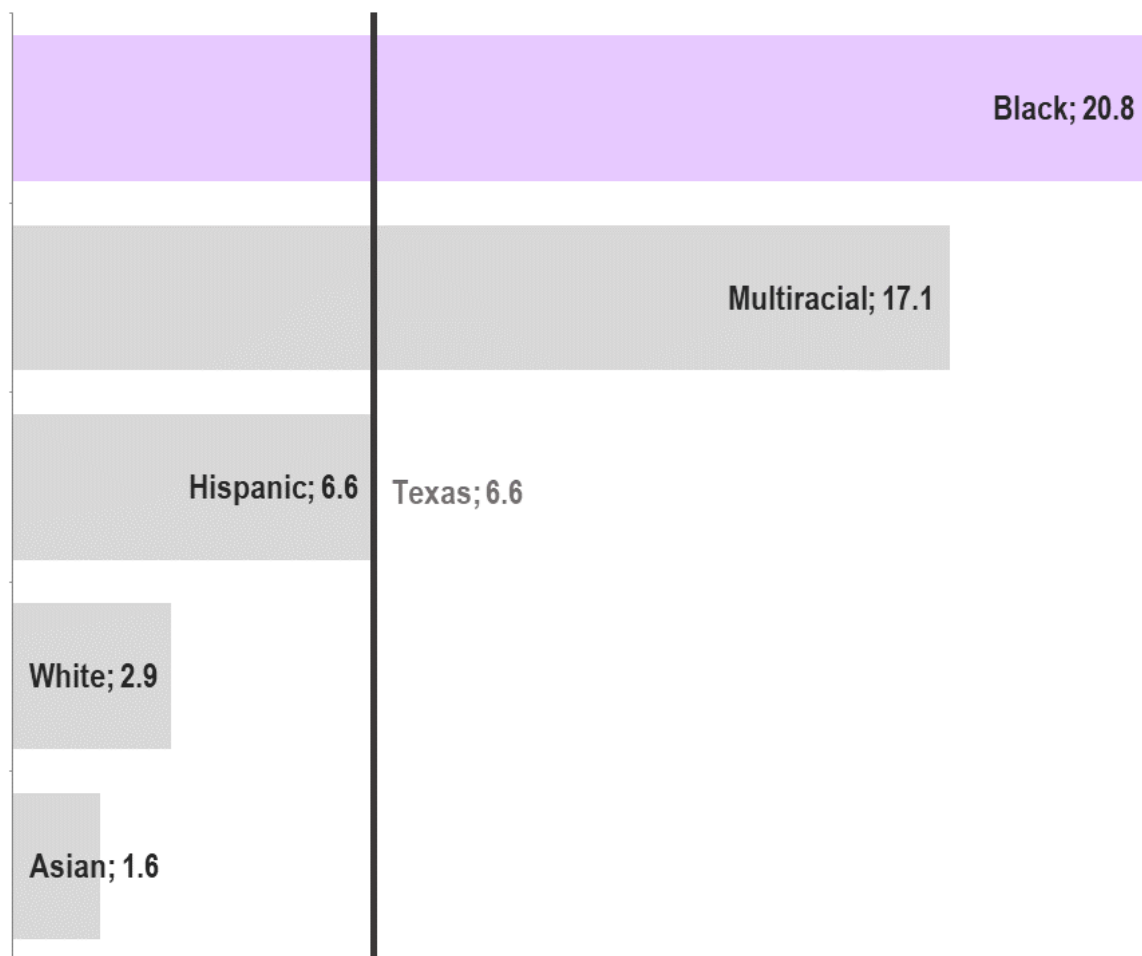 Black; 20.8
Multiracial; 17.1
Hispanic; 6.6
Texas; 6.6
White; 2.9
Asian; 1.6